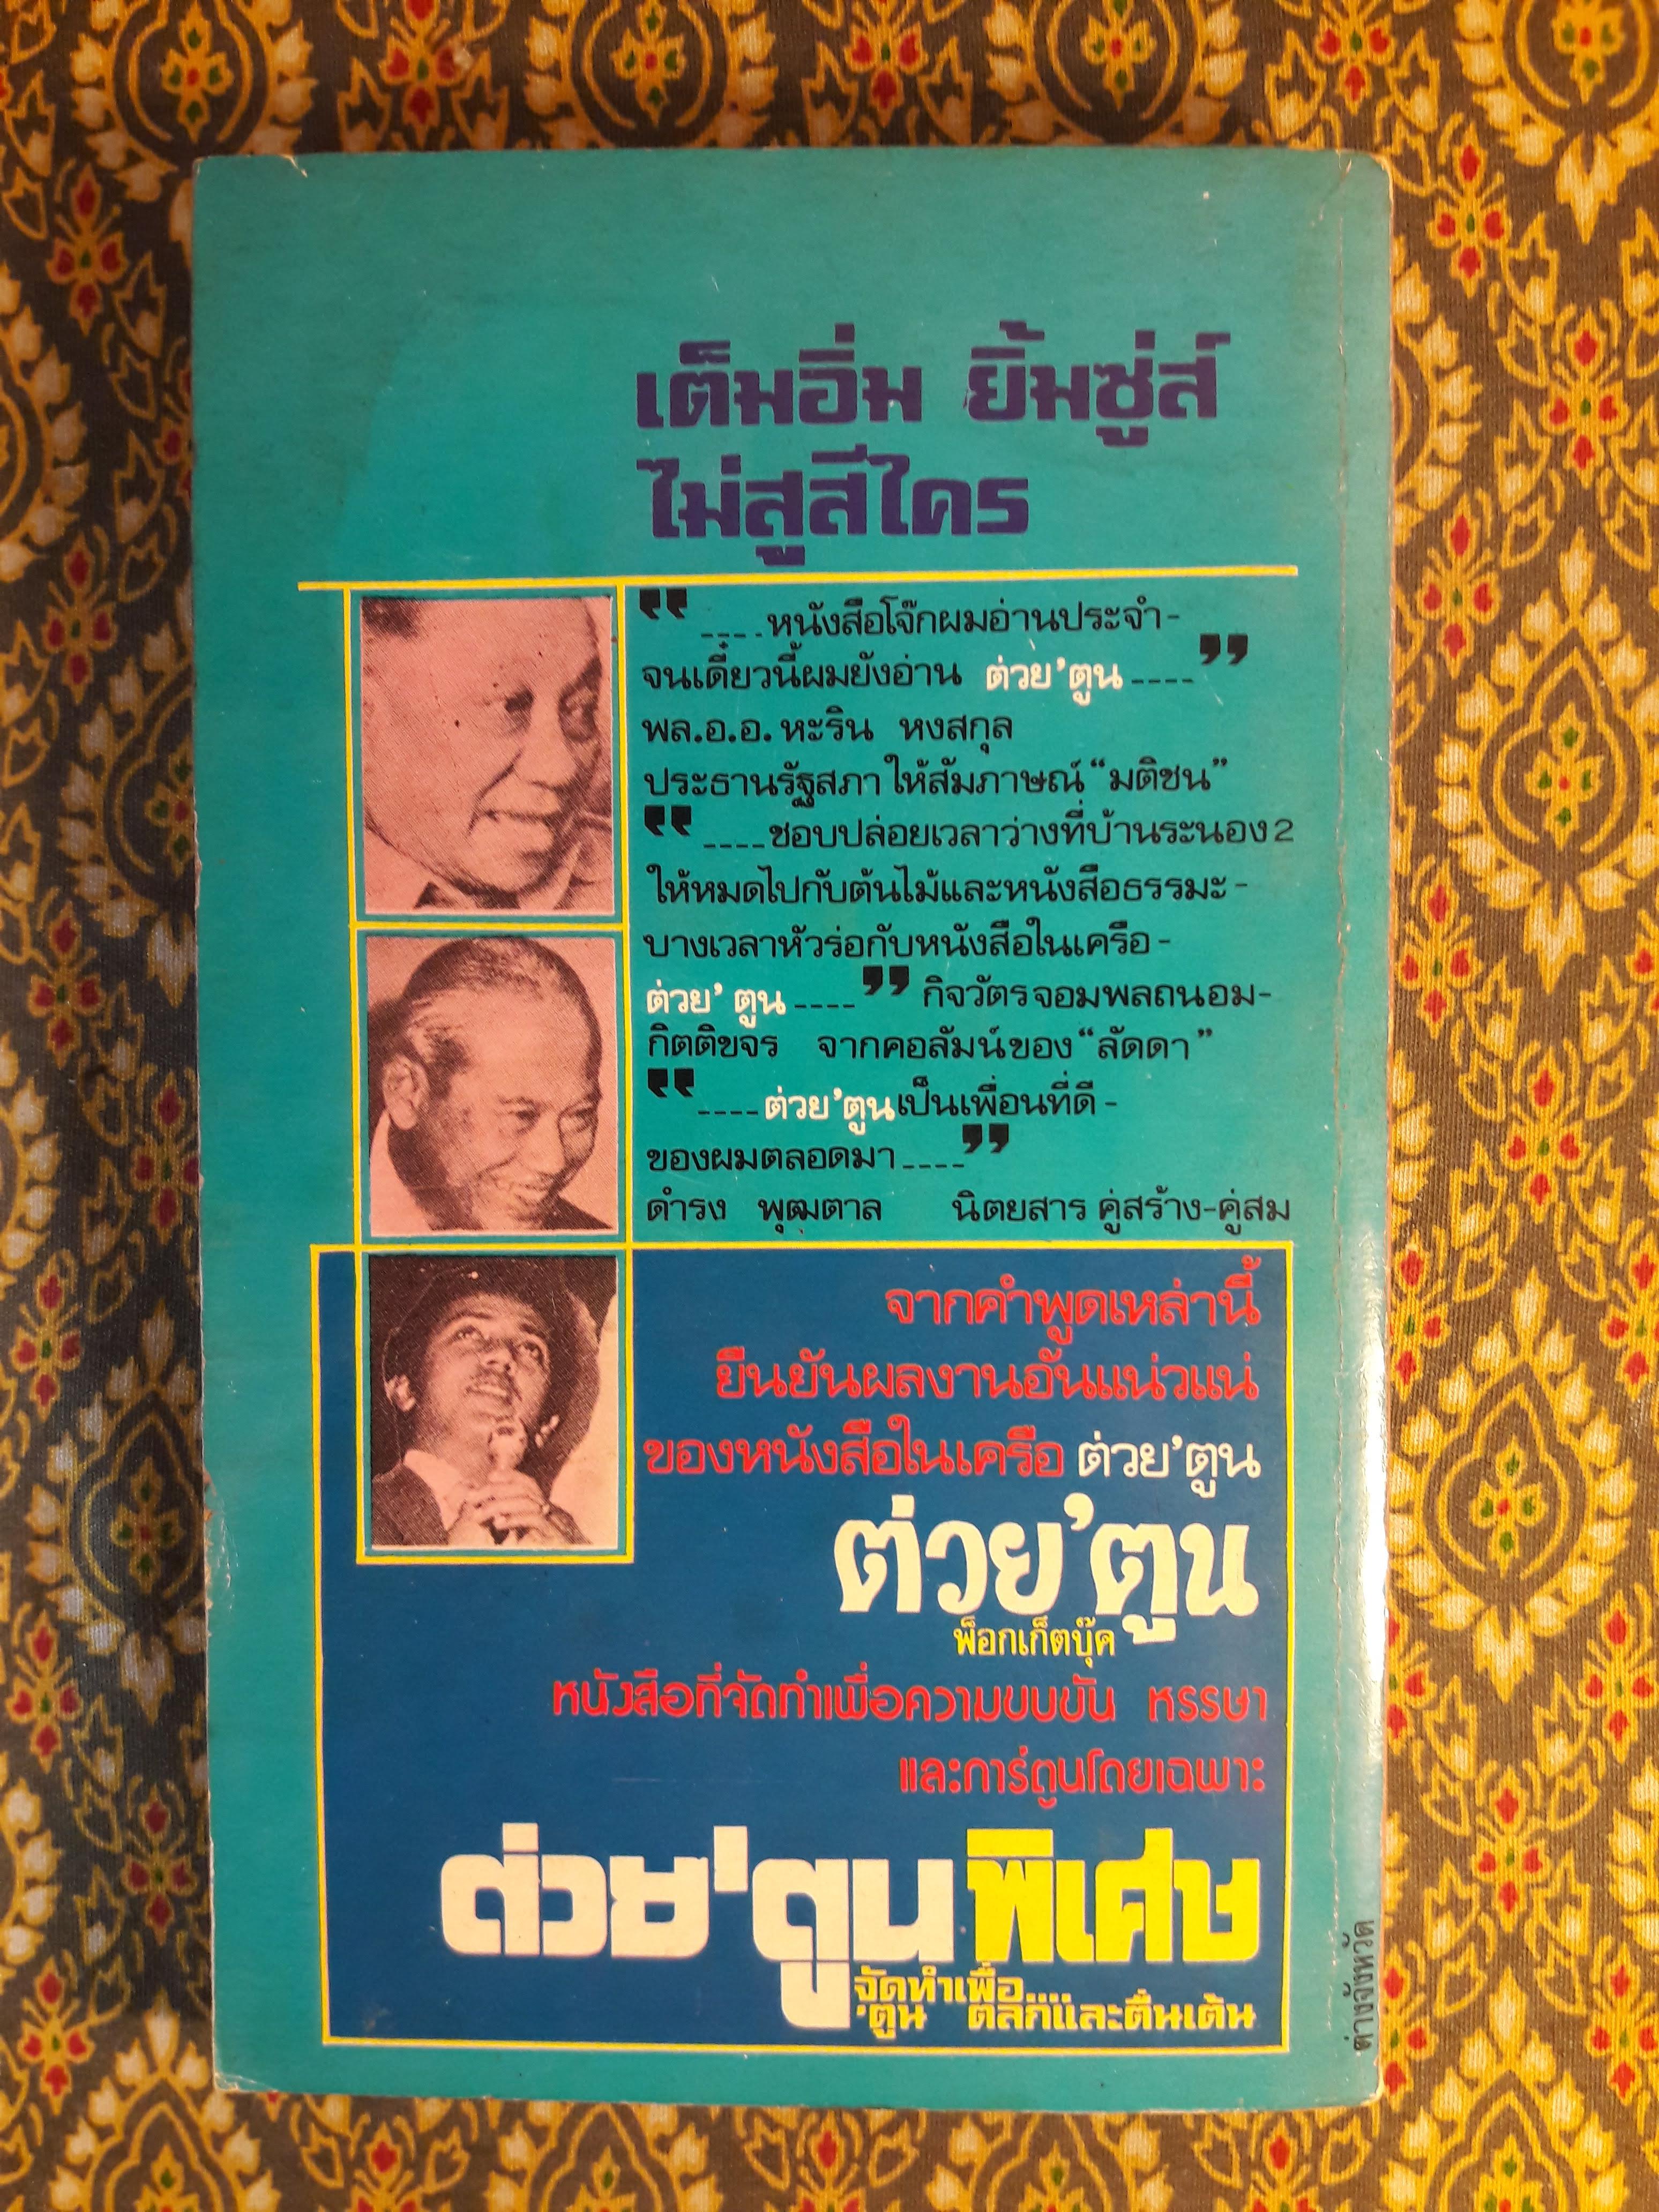 เต็มอิ่ม ยิ้มซู่ส์
ไม่สูสีใคร
“ ....หนังสือโจ๊กผมอ่านประจำ-
จนเดี๋ยวนี้ผมยังอ่าน ต่วย'ตูน ----”
พล.อ.อ. หะริน หงสกุล
ประธานรัฐสภา ให้สัมภาษณ์ “มติชน”
“ ----ชอบปล่อยเวลาว่างที่บ้านระนอง 2
ให้หมดไปกับต้นไม้และหนังสือธรรมะ -
บางเวลาหัวร่อกับหนังสือในเครือ -
ต่วย' ตูน ----” กิจวัตรจอมพลถนอม-
กิตติขจร จากคอลัมน์ของ “ลัดดา”
“ ----ต่วย'ตูนเป็นเพื่อนที่ดี -
ของผมตลอดมา ----”
ดำรง พุฒตาล นิตยสาร คู่สร้าง-คู่สม
จากคำพูดเหล่านี้
ยืนยันผลงานอันแน่วแน่
ของหนังสือในเครือ ต่วย'ตูน
ต่วย'ตูน
พ็อกเก็ตบุ๊ค
หนังสือที่จัดทำเพื่อความขบขัน หรรษา
และการ์ตูนโดยเฉพาะ
ต่วย'ตูนพิเศษ
จัดทำเพื่อ....
'ตูน ตลกและตื่นเต้น
ต่างจังหวัด